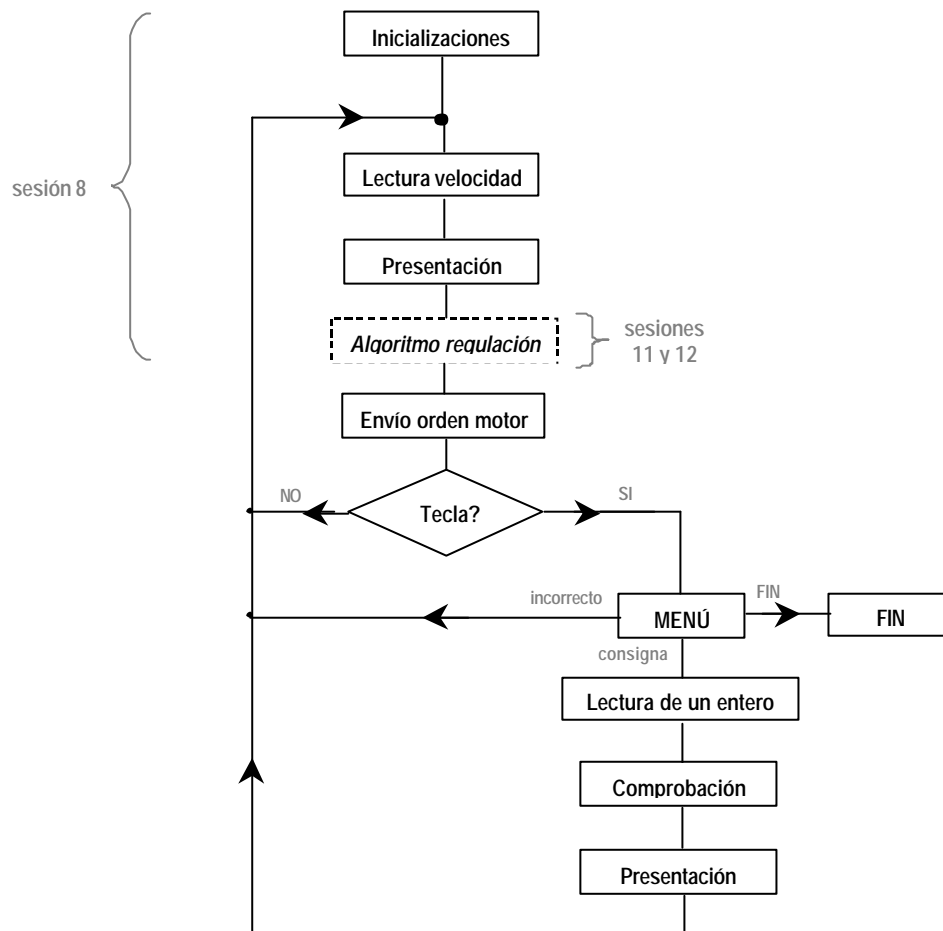 Inicializaciones
Lectura velocidad
sesión 8
Presentación
Algoritmo regulación
sesiones
11 y 12
Envío orden motor
NO
Tecla?
SI
incorrecto
MENÚ
FIN
FIN
consigna
Lectura de un entero
Comprobación
Presentación